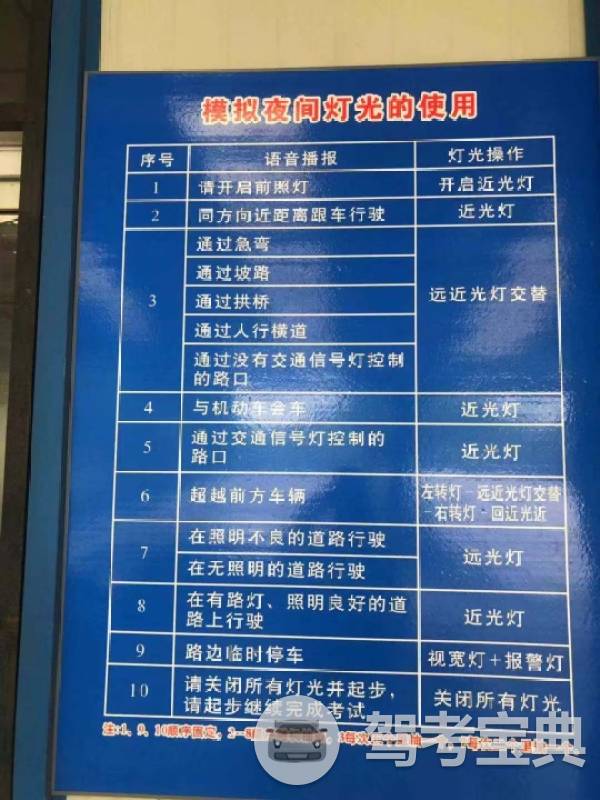 模拟夜间灯光的使用
序号 语音播报 灯光操作
1 请开启前照灯 开启近光灯
2 同方向近距离跟车行驶 近光灯
3 通过急弯 远近光灯交替
通过坡路
通过拱桥
通过人行横道
通过没有交通信号灯控制
的路口
4 与机动车会车 近光灯
5 通过交通信号灯控制的 近光灯
路口
6 超越前方车辆 左转灯-远近光灯交替
-右转灯-回近光近
7 在照明不良的道路行驶 远光灯
在无照明的道路行驶
8 在有路灯、照明良好的道 近光灯
路上行驶
9 路边临时停车 视宽灯+报警灯
10 请关闭所有灯光并起步, 关闭所有灯光
请起步继续完成考试
注:1、9、10顺序固定, 2-8
驾考宝典